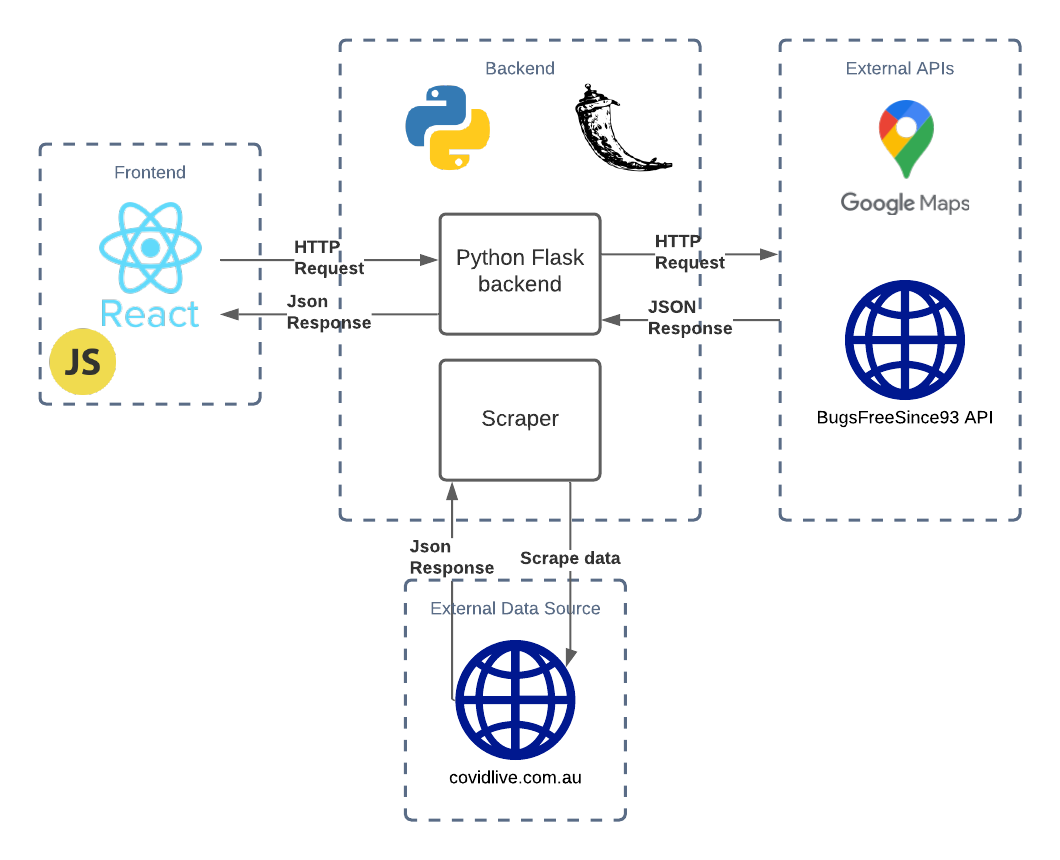 Backend
External APIs
Frontend
Google Maps
React
JS
HTTP
Request
Json
Response
Python Flask
backend
HTTP
Request
JSON
Response
Scraper
BugsFreeSince93 API
Json
Response
Scrape data
External Data Source
covidlive.com.au